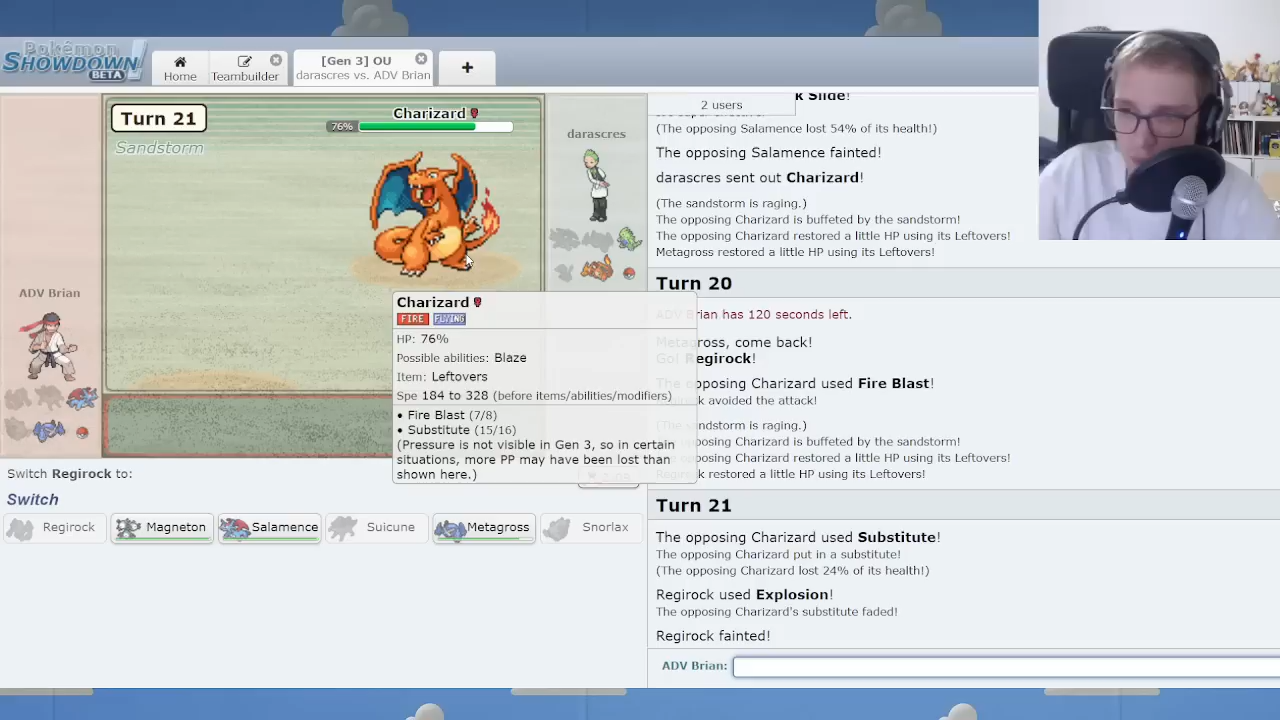 Pokémon
SHOWDOWN!
BETA
Home
Teambuilder
[Gen 3] OU
darascres vs. ADV Brian
+
Turn 21
Sandstorm
Charizard
76%
darascres
ADV Brian
Charizard
FIRE FLYING
HP: 76%
Possible abilities: Blaze
Item: Leftovers
Spe 184 to 328 (before items/abilities/modifiers)
• Fire Blast (7/8)
• Substitute (15/16)
(Pressure is not visible in Gen 3, so in certain
situations, more PP may have been lost than
shown here.)
Switch Regirock to:
Switch
Regirock
Magneton
Salamence
Suicune
Metagross
Snorlax
2 users
k Slide!
(The opposing Salamence lost 54% of its health!)
The opposing Salamence fainted!
darascres sent out Charizard!
(The sandstorm is raging.)
The opposing Charizard is buffeted by the sandstorm!
The opposing Charizard restored a little HP using its Leftovers!
Metagross restored a little HP using its Leftovers!
Turn 20
ADV Brian has 120 seconds left.
Metagross, come back!
Go! Regirock!
The opposing Charizard used Fire Blast!
Regirock avoided the attack!
(The sandstorm is raging.)
The opposing Charizard is buffeted by the sandstorm!
The opposing Charizard restored a little HP using its Leftovers!
Regirock restored a little HP using its Leftovers!
Turn 21
The opposing Charizard used Substitute!
The opposing Charizard put in a substitute!
(The opposing Charizard lost 24% of its health!)
Regirock used Explosion!
The opposing Charizard's substitute faded!
Regirock fainted!
ADV Brian: